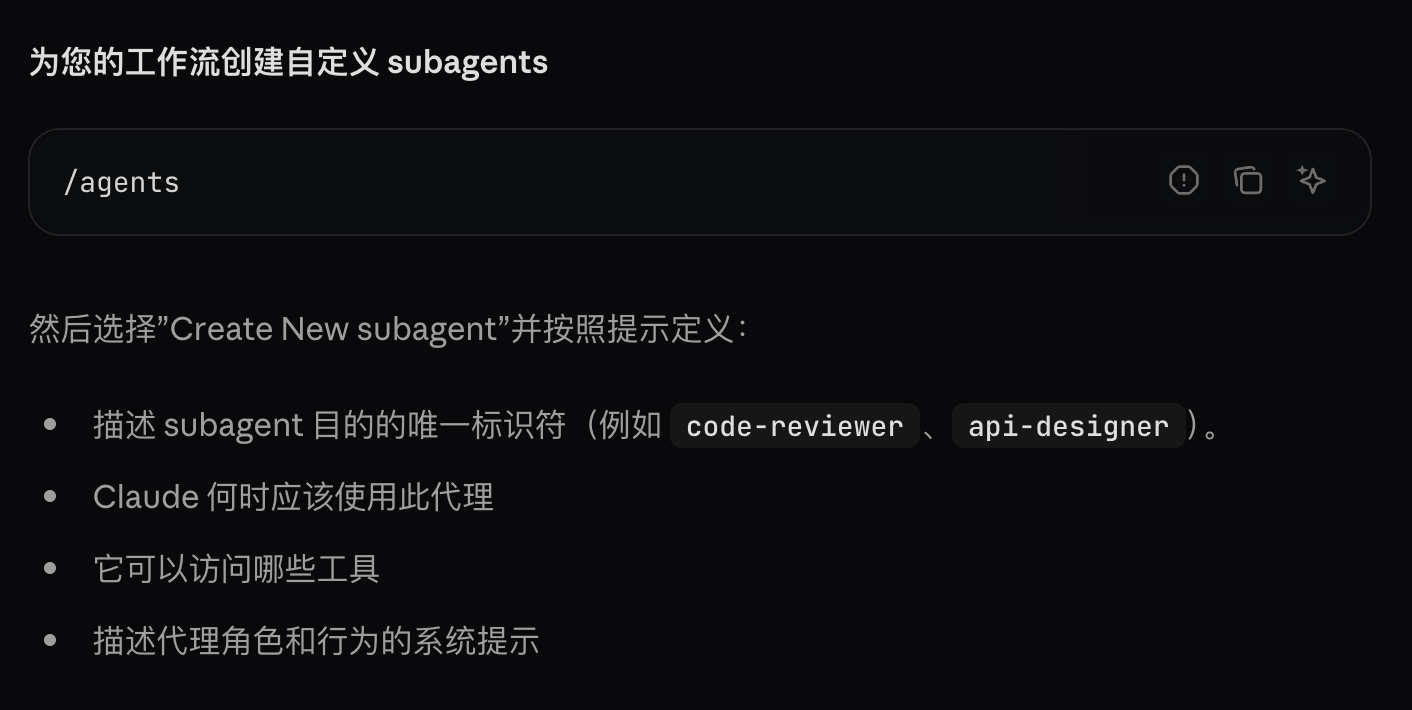 为您的工作流创建自定义 subagents
/agents
然后选择”Create New subagent”并按照提示定义：
描述 subagent 目的的唯一标识符（例如 code-reviewer、api-designer）。
Claude 何时应该使用此代理
它可以访问哪些工具
描述代理角色和行为的系统提示